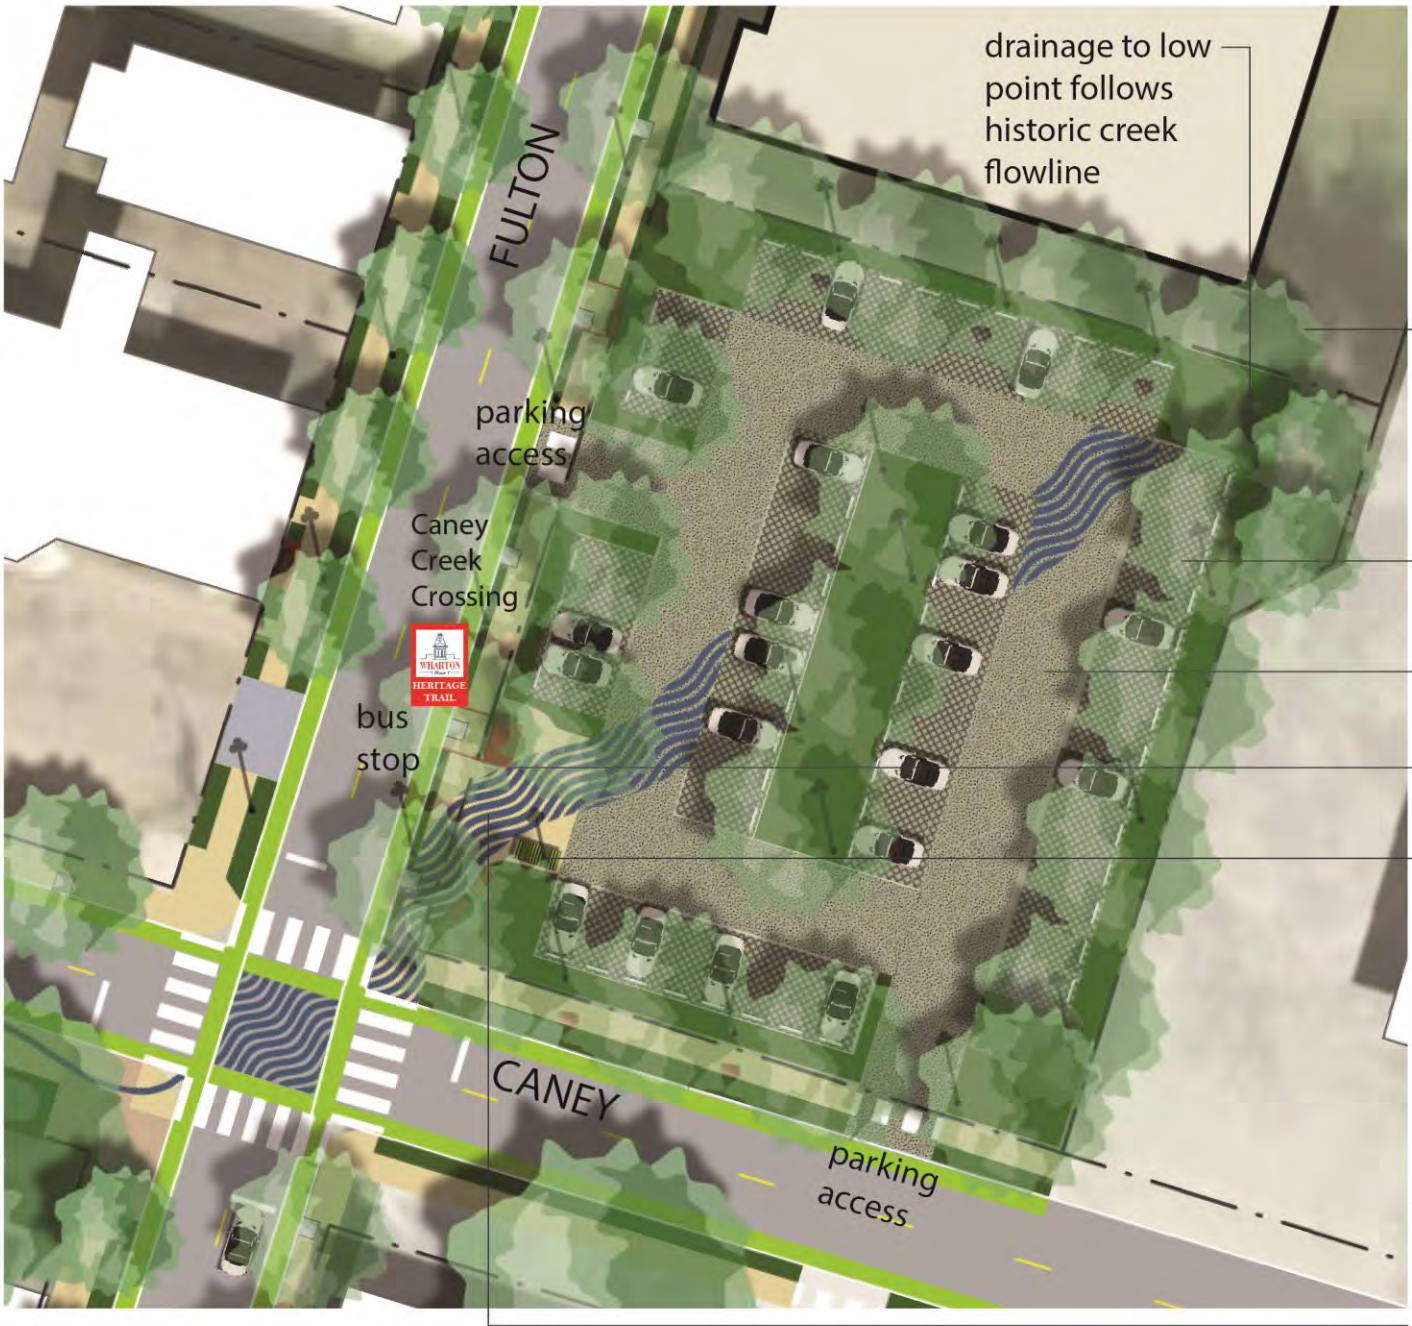 drainage to low
point follows
historic creek
flowline
FULTON
parking
access
Caney
Creek
Crossing
WHARTON
HERITAGE
TRAIL
bus
stop
CANEY
parking
access